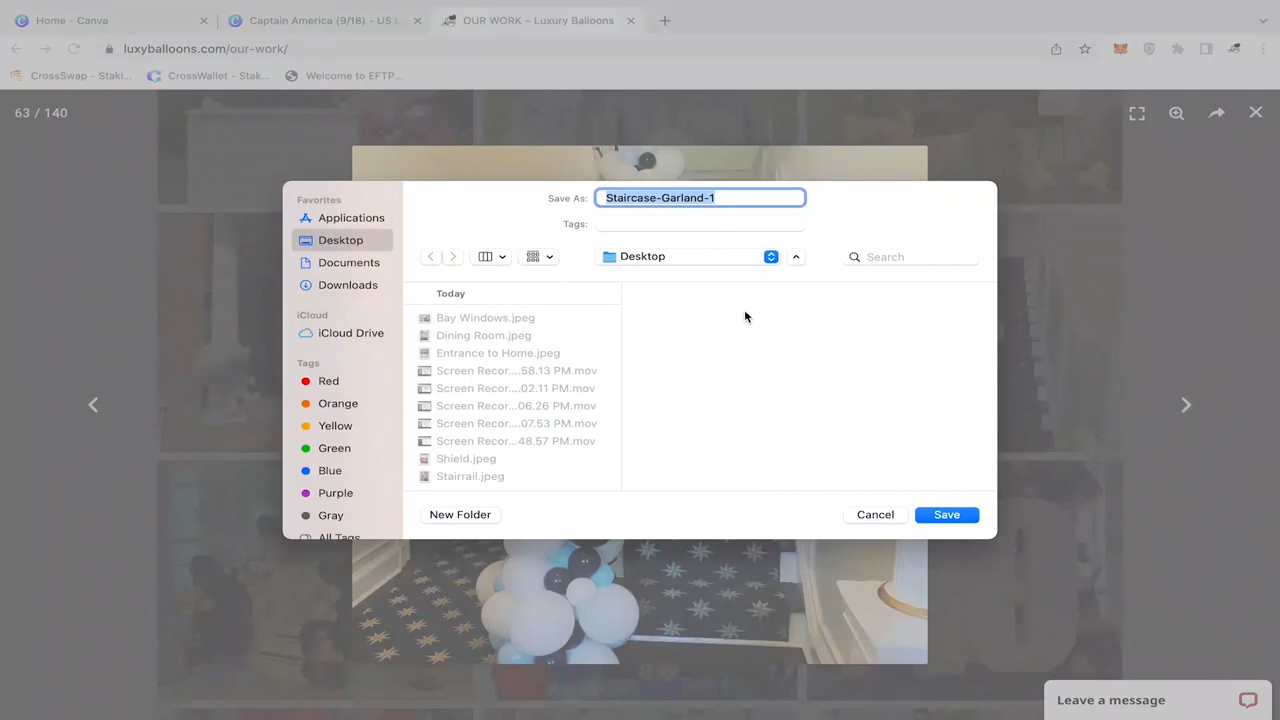 Home - Canva
Captain America (9/18) - US L
OUR WORK – Luxury Balloons
luxyballoons.com/our-work/
CrossSwap - Staki...
CrossWallet - Stak...
Welcome to EFTP...
63 / 140
Favorites
Applications
Desktop
Documents
Downloads
iCloud
iCloud Drive
Tags
Red
Orange
Yellow
Green
Blue
Purple
Gray
All Tags
Save As:
Staircase-Garland-1
Tags:
Desktop
Search
Today
Bay Windows.jpeg
Dining Room.jpeg
Entrance to Home.jpeg
Screen Recor....58.13 PM.mov
Screen Recor...02.11 PM.mov
Screen Recor...06.26 PM.mov
Screen Recor....07.53 PM.mov
Screen Recor...48.57 PM.mov
Shield.jpeg
Stairrail.jpeg
New Folder
Cancel
Save
Leave a message